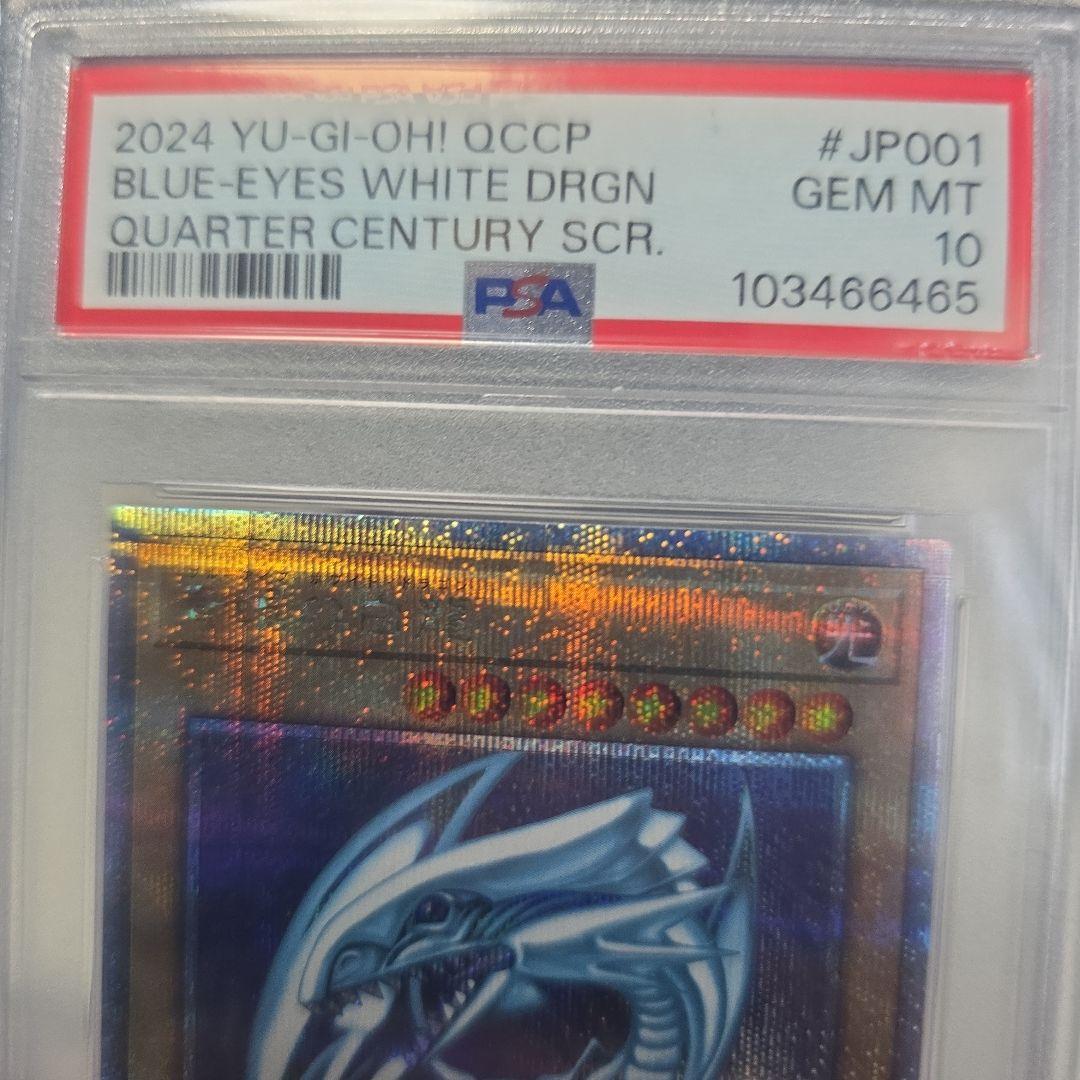 2024 YU-GI-OH! QCCP #JP001
BLUE-EYES WHITE DRGN GEM MT
QUARTER CENTURY SCR. 10
PSA 103466465
光